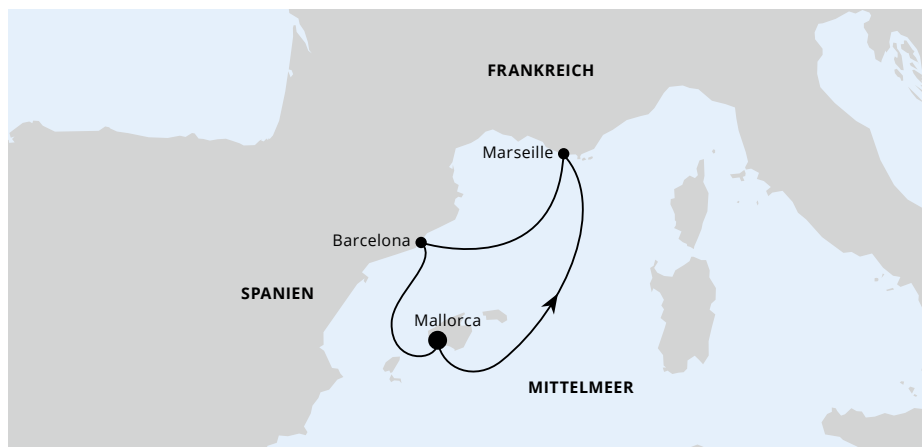 FRANKREICH
Marseille
Barcelona
SPANIEN
Mallorca
MITTELMEER